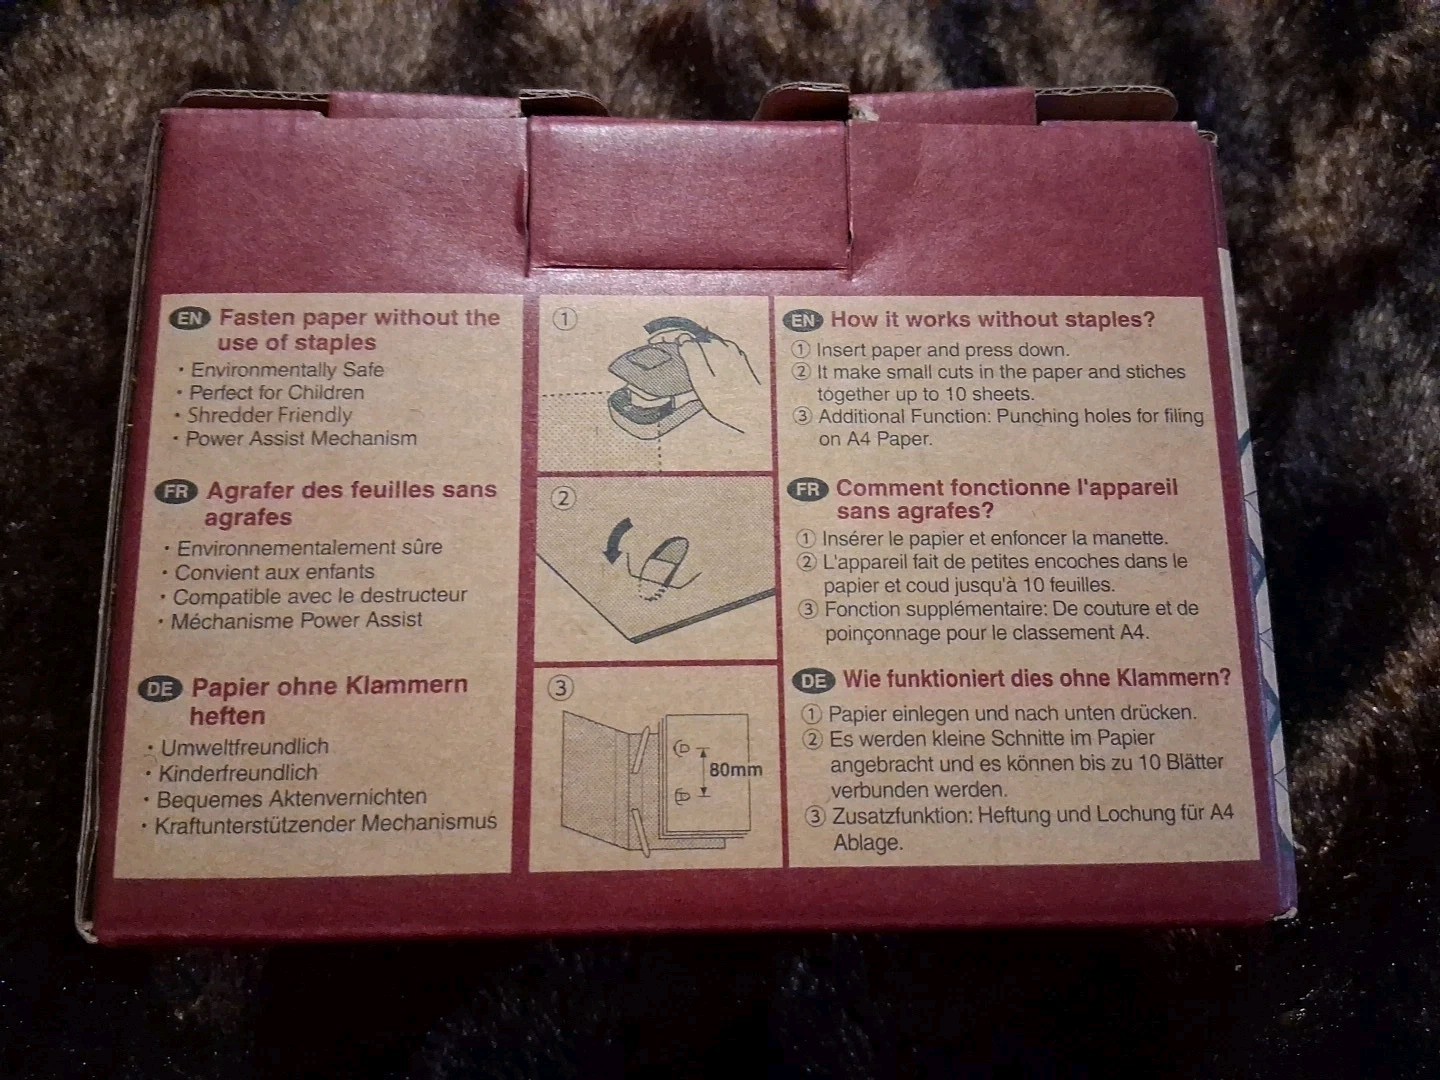 EN Fasten paper without the
use of staples
· Environmentally Safe
· Perfect for Children
· Shredder Friendly
· Power Assist Mechanism
FR Agrafer des feuilles sans
agrafes
· Environnementalement sûre
· Convient aux enfants
· Compatible avec le destructeur
· Méchanisme Power Assist
DE Papier ohne Klammern
heften
· Umweltfreundlich
· Kinderfreundlich
· Bequemes Aktenvernichten
· Kraftunterstützender Mechanismus
①
②
③
80mm
EN How it works without staples?
① Insert paper and press down.
② It make small cuts in the paper and stiches
together up to 10 sheets.
③ Additional Function: Punching holes for filing
on A4 Paper.
FR Comment fonctionne l'appareil
sans agrafes?
① Insérer le papier et enfoncer la manette.
② L'appareil fait de petites encoches dans le
papier et coud jusqu'à 10 feuilles.
③ Fonction supplémentaire: De couture et de
poinçonnage pour le classement A4.
DE Wie funktioniert dies ohne Klammern?
① Papier einlegen und nach unten drücken.
② Es werden kleine Schnitte im Papier
angebracht und es können bis zu 10 Blätter
verbunden werden.
③ Zusatzfunktion: Heftung und Lochung für A4
Ablage.